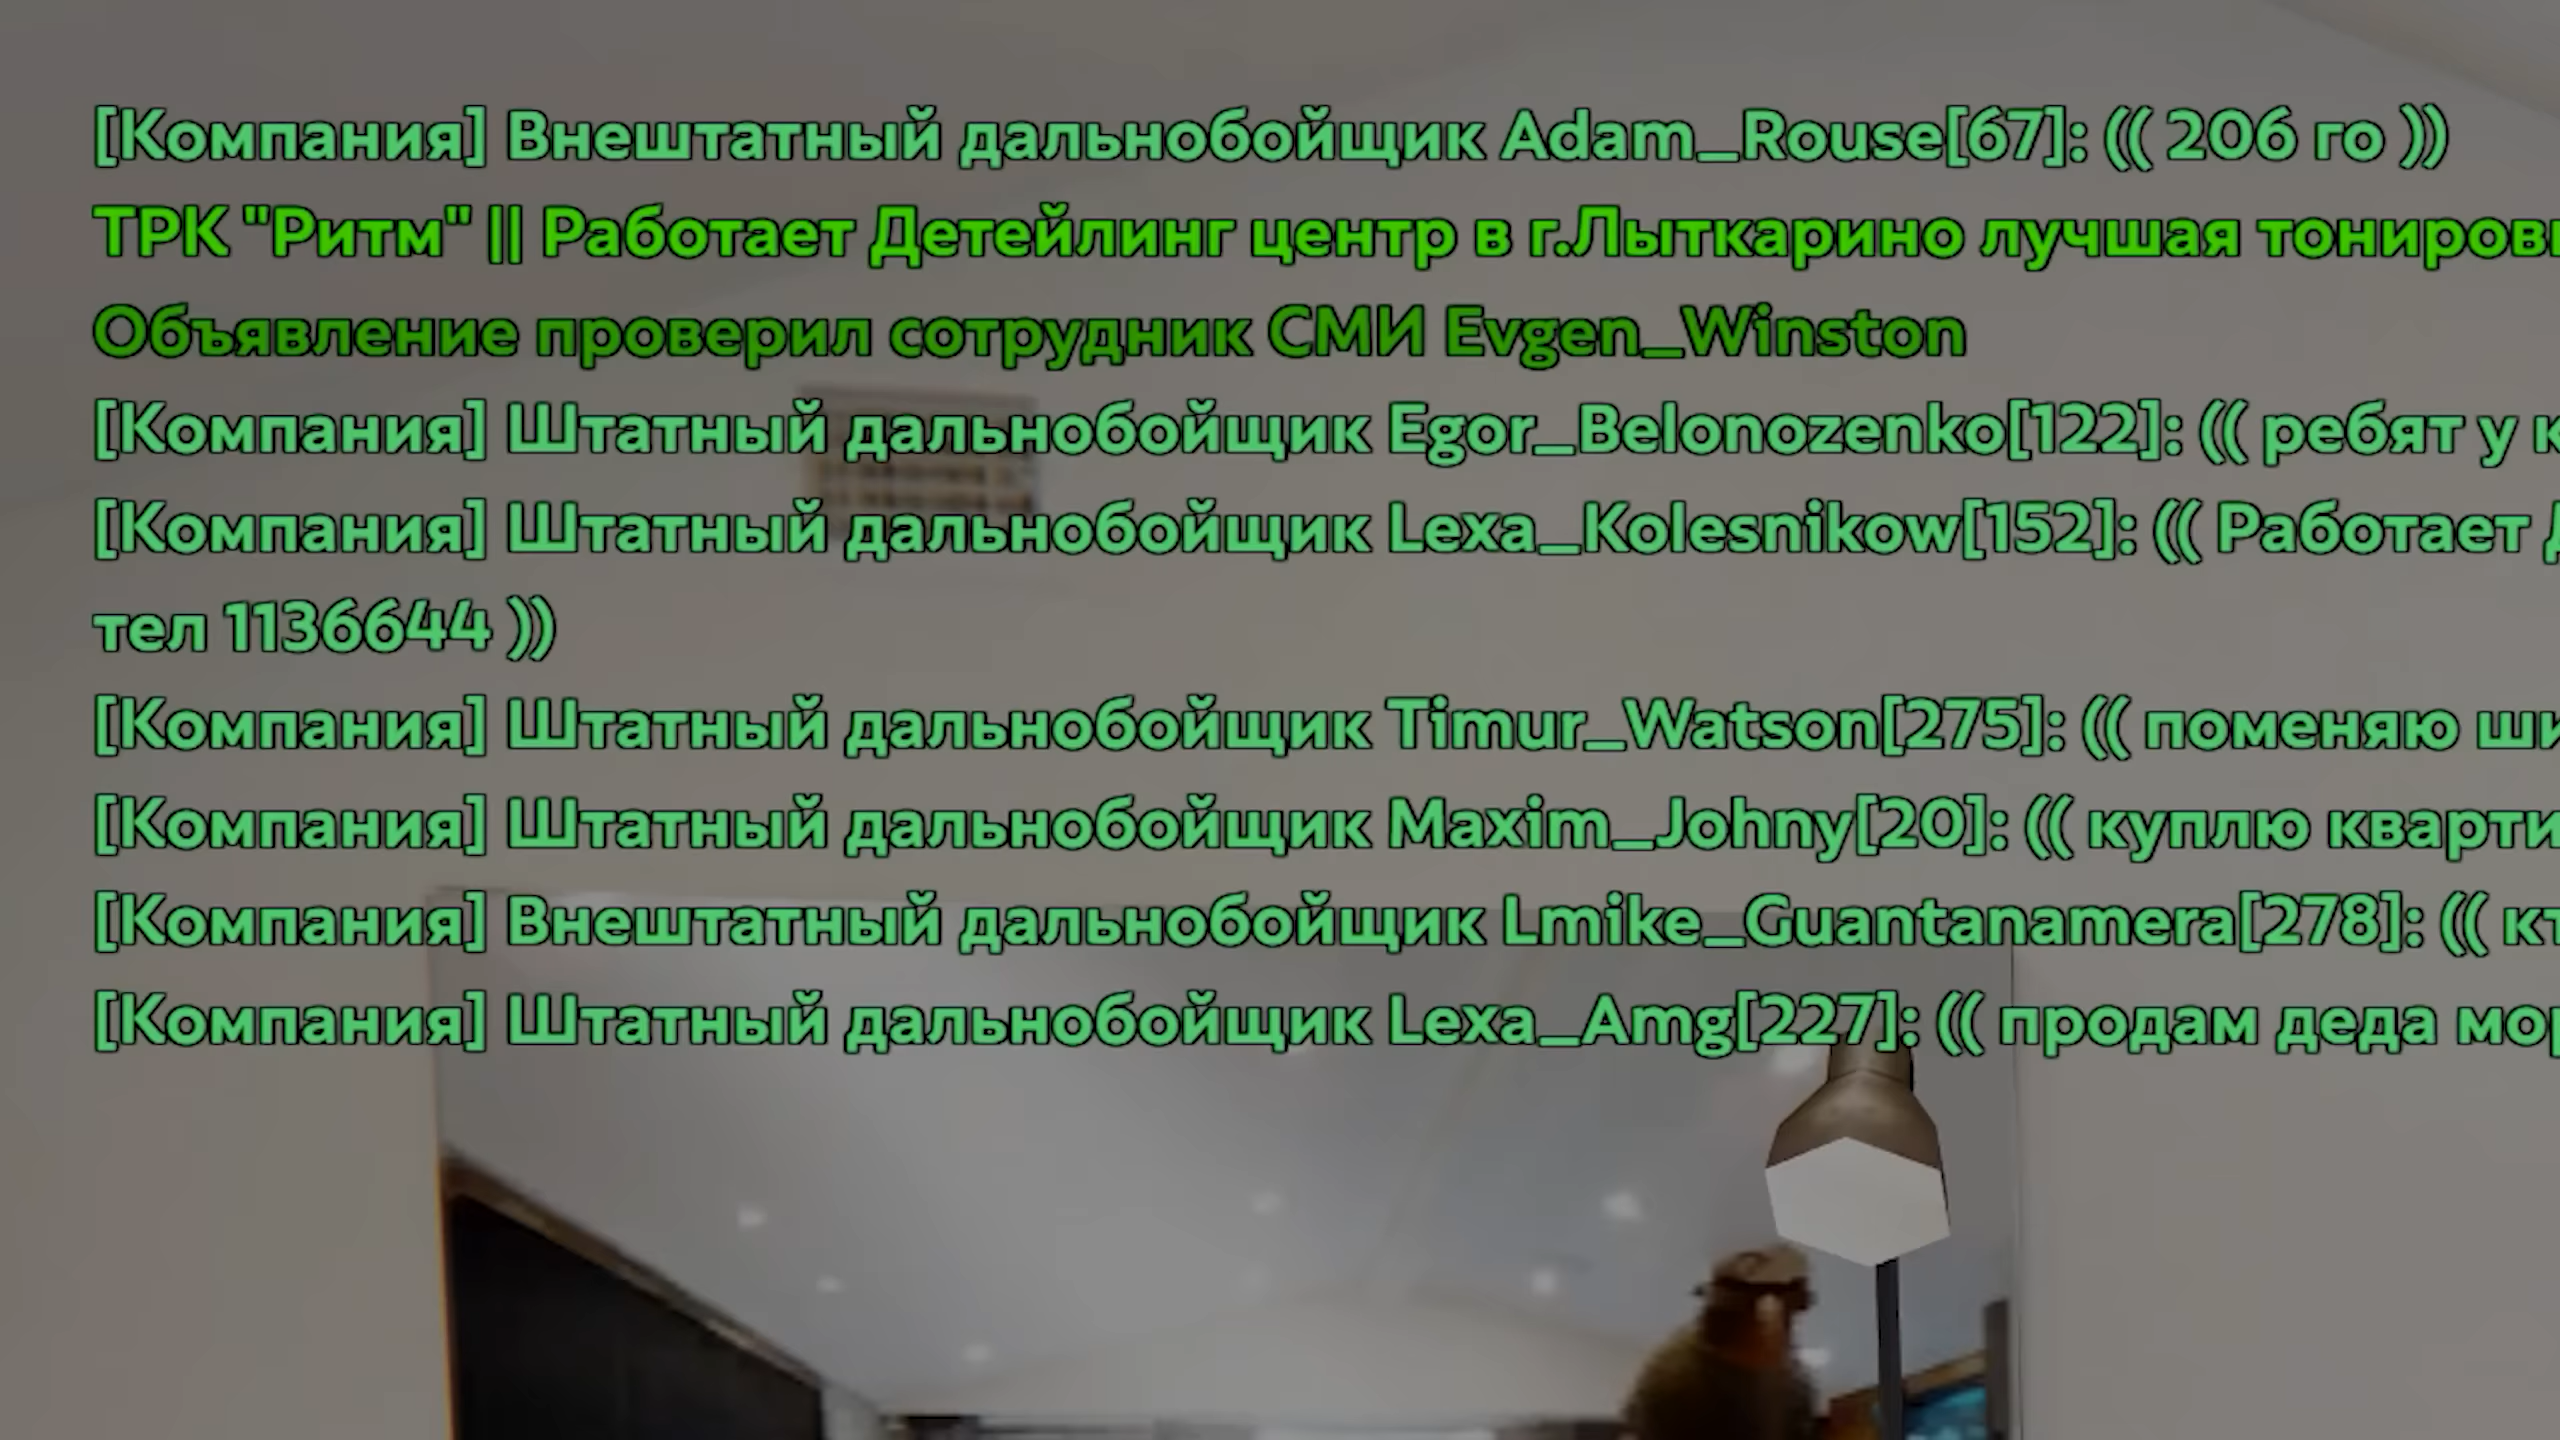 [Компания] Внештатный дальнобойщик Adam_Rouse[67]: (( 206 го ))
ТРК "Ритм" || Работает Детейлинг центр в г.Лыткарино лучшая
Объявление проверил сотрудник СМИ Evgen_Winston
[Компания] Штатный дальнобойщик Egor_Belonozenko[122]: (( ребят у
[Компания] Штатный дальнобойщик Lexa_Kolesnikow[152]: (( Работает
тел 1136644 ))
[Компания] Штатный дальнобойщик Timur_Watson[275]: (( поменяю
[Компания] Штатный дальнобойщик Maxim_Johny[20]: (( куплю
[Компания] Внештатный дальнобойщик Lmike_Guantanamera[278]: ((
[Компания] Штатный дальнобойщик Lexa_Amg[227]: (( продам деда